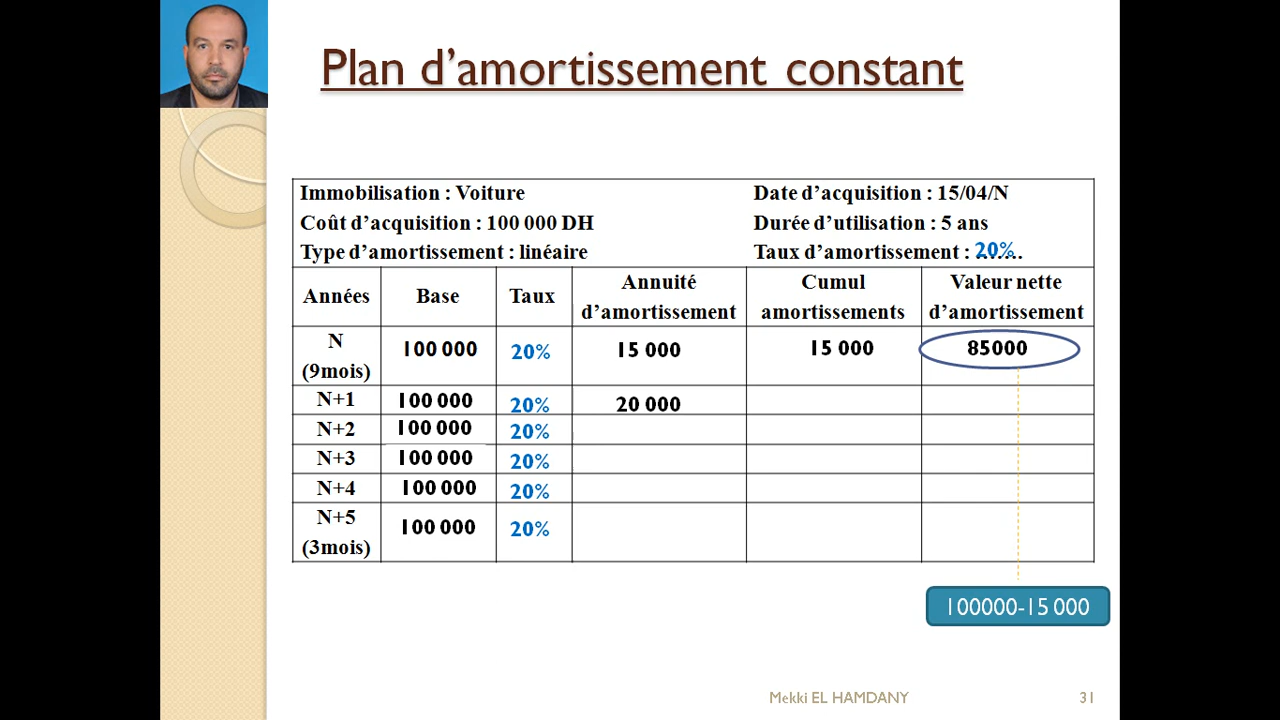 Plan d’amortissement constant
Immobilisation : Voiture
Date d’acquisition : 15/04/N
Coût d’acquisition : 100 000 DH
Durée d’utilisation : 5 ans
Type d’amortissement : linéaire
Taux d’amortissement : 20%
Années Base Taux Annuité d’amortissement Cumul amortissements Valeur nette d’amortissement
N (9mois) 100 000 20% 15 000 15 000 85000
N+1 100 000 20% 20 000
N+2 100 000 20%
N+3 100 000 20%
N+4 100 000 20%
N+5 (3mois) 100 000 20%
100000-15 000
Mekki EL HAMDANY 31